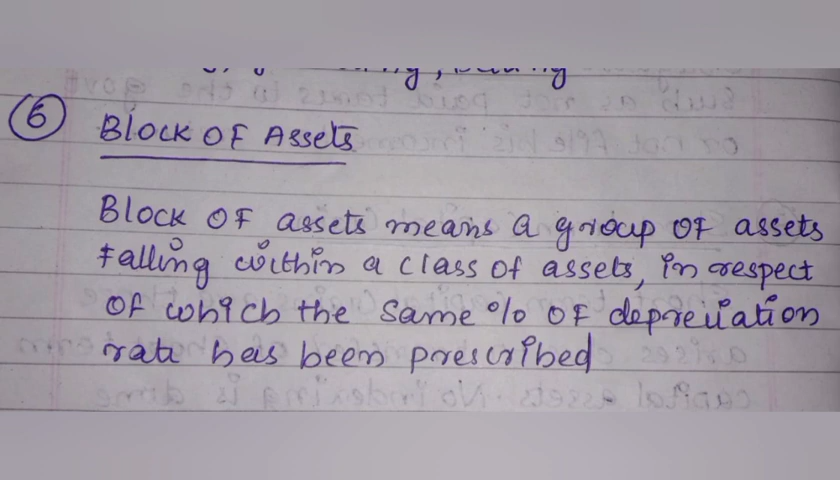 6 Block OF Assets
Block OF assets means a group OF assets
falling within a class of assets, in respect
of which the same % OF depreciation
rate has been prescribed